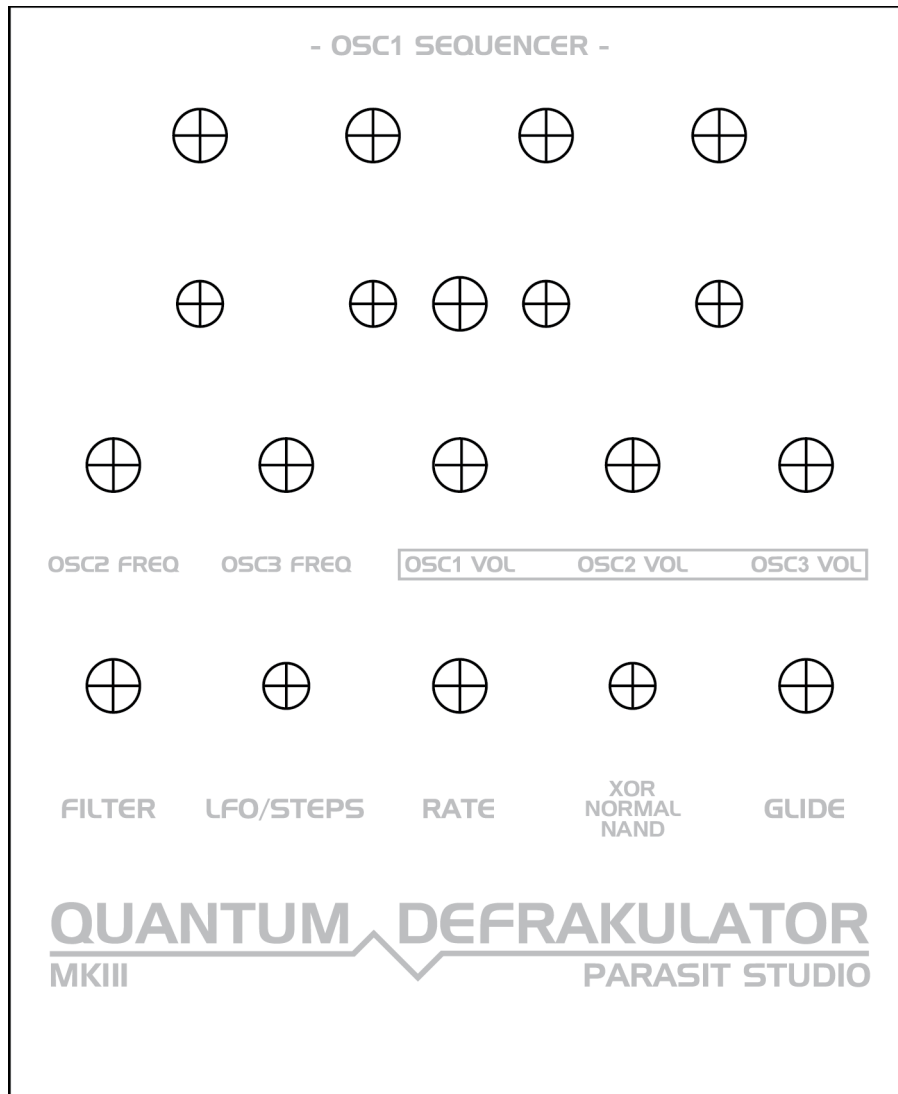 - OSC1 SEQUENCER -
OSC2 FREQ OSC3 FREQ OSC1 VOL OSC2 VOL OSC3 VOL
FILTER LFO/STEPS RATE XOR NORMAL NAND GLIDE
QUANTUM DEFRAKULATOR
MKIII PARASIT STUDIO